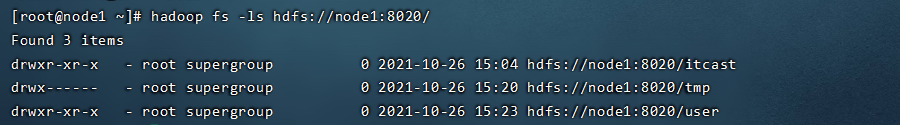 [root@node1 ~]# hadoop fs -ls hdfs://node1:8020/
Found 3 items
drwxr-xr-x   - root supergroup          0 2021-10-26 15:04 hdfs://node1:8020/itcast
drwx------   - root supergroup          0 2021-10-26 15:20 hdfs://node1:8020/tmp
drwxr-xr-x   - root supergroup          0 2021-10-26 15:23 hdfs://node1:8020/user